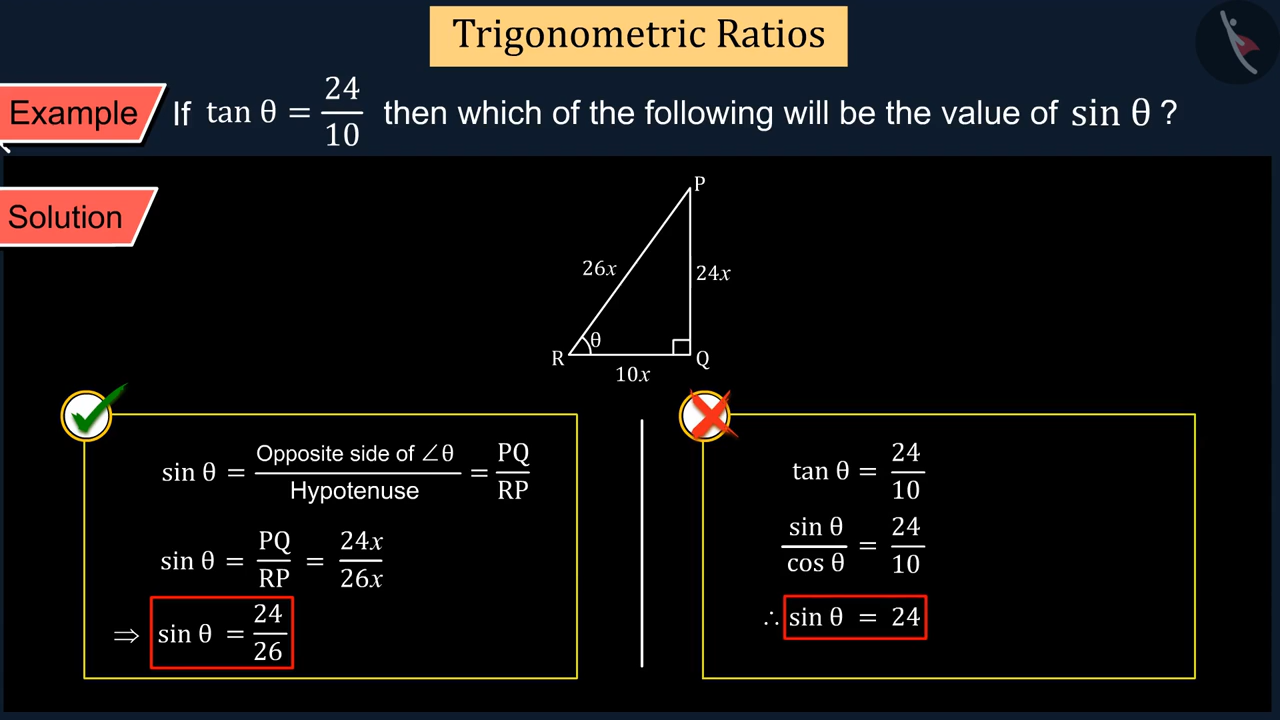 Trigonometric Ratios
Example If tan θ = 24/10 then which of the following will be the value of sin θ ?
Solution
P
26x 24x
R θ Q
10x
sin θ = Opposite side of ∠θ / Hypotenuse = PQ/RP
sin θ = PQ/RP = 24x/26x
⇒ sin θ = 24/26
tan θ = 24/10
sin θ / cos θ = 24/10
∴ sin θ = 24